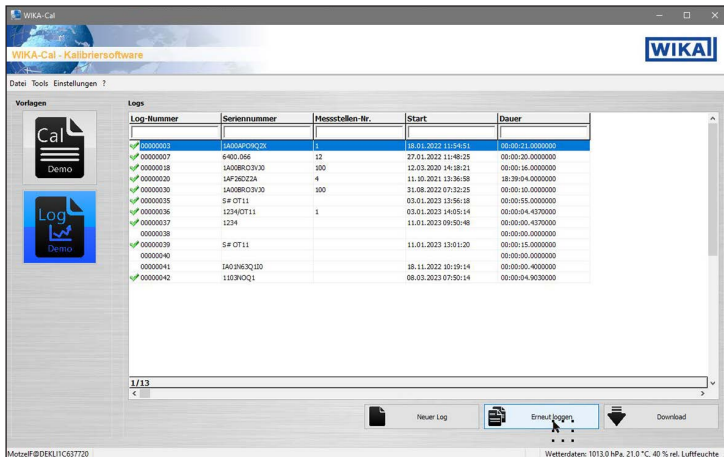 WIKA-Cal
WIKA-Cal - Kalibriersoftware
WIKA
Datei Tools Einstellungen ?
Vorlagen
Cal
Demo
Log
Demo
Logs
Log-Nummer Seriennummer Messstellen-Nr. Start Dauer
00000003 1A00APO9Q2X 1 18.01.2022 11:54:51 00:00:21.0000000
00000007 6400.066 12 27.01.2022 11:48:25 00:00:20.0000000
00000018 1A00BRO3VJ0 100 12.03.2020 14:18:21 00:00:16.0000000
00000020 1AF26DZ2A 4 11.10.2021 13:36:58 18:39:04.0000000
00000030 1A00BRO3VJ0 100 31.08.2022 07:32:25 00:00:10.0000000
00000035 S# OT11 03.01.2023 13:56:18 00:00:55.0000000
00000036 1234/OT11 1 03.01.2023 14:05:14 00:00:04.4370000
00000037 1234 11.01.2023 09:50:48 00:00:00.4370000
00000038 00:00:00.0000000
00000039 S# OT11 11.01.2023 13:01:20 00:00:15.0000000
00000040 00:00:00.0000000
00000041 IA01N63Q1I0 18.11.2022 10:19:14 00:00:00.4000000
00000042 1103NOQ1 08.03.2023 07:50:14 00:00:04.9030000
1/13
Neuer Log Erneut loggen Download
MotzelF@DEKLI1C637720 Wetterdaten: 1013,0 hPa, 21,0 °C, 40 % rel. Luftfeuchte